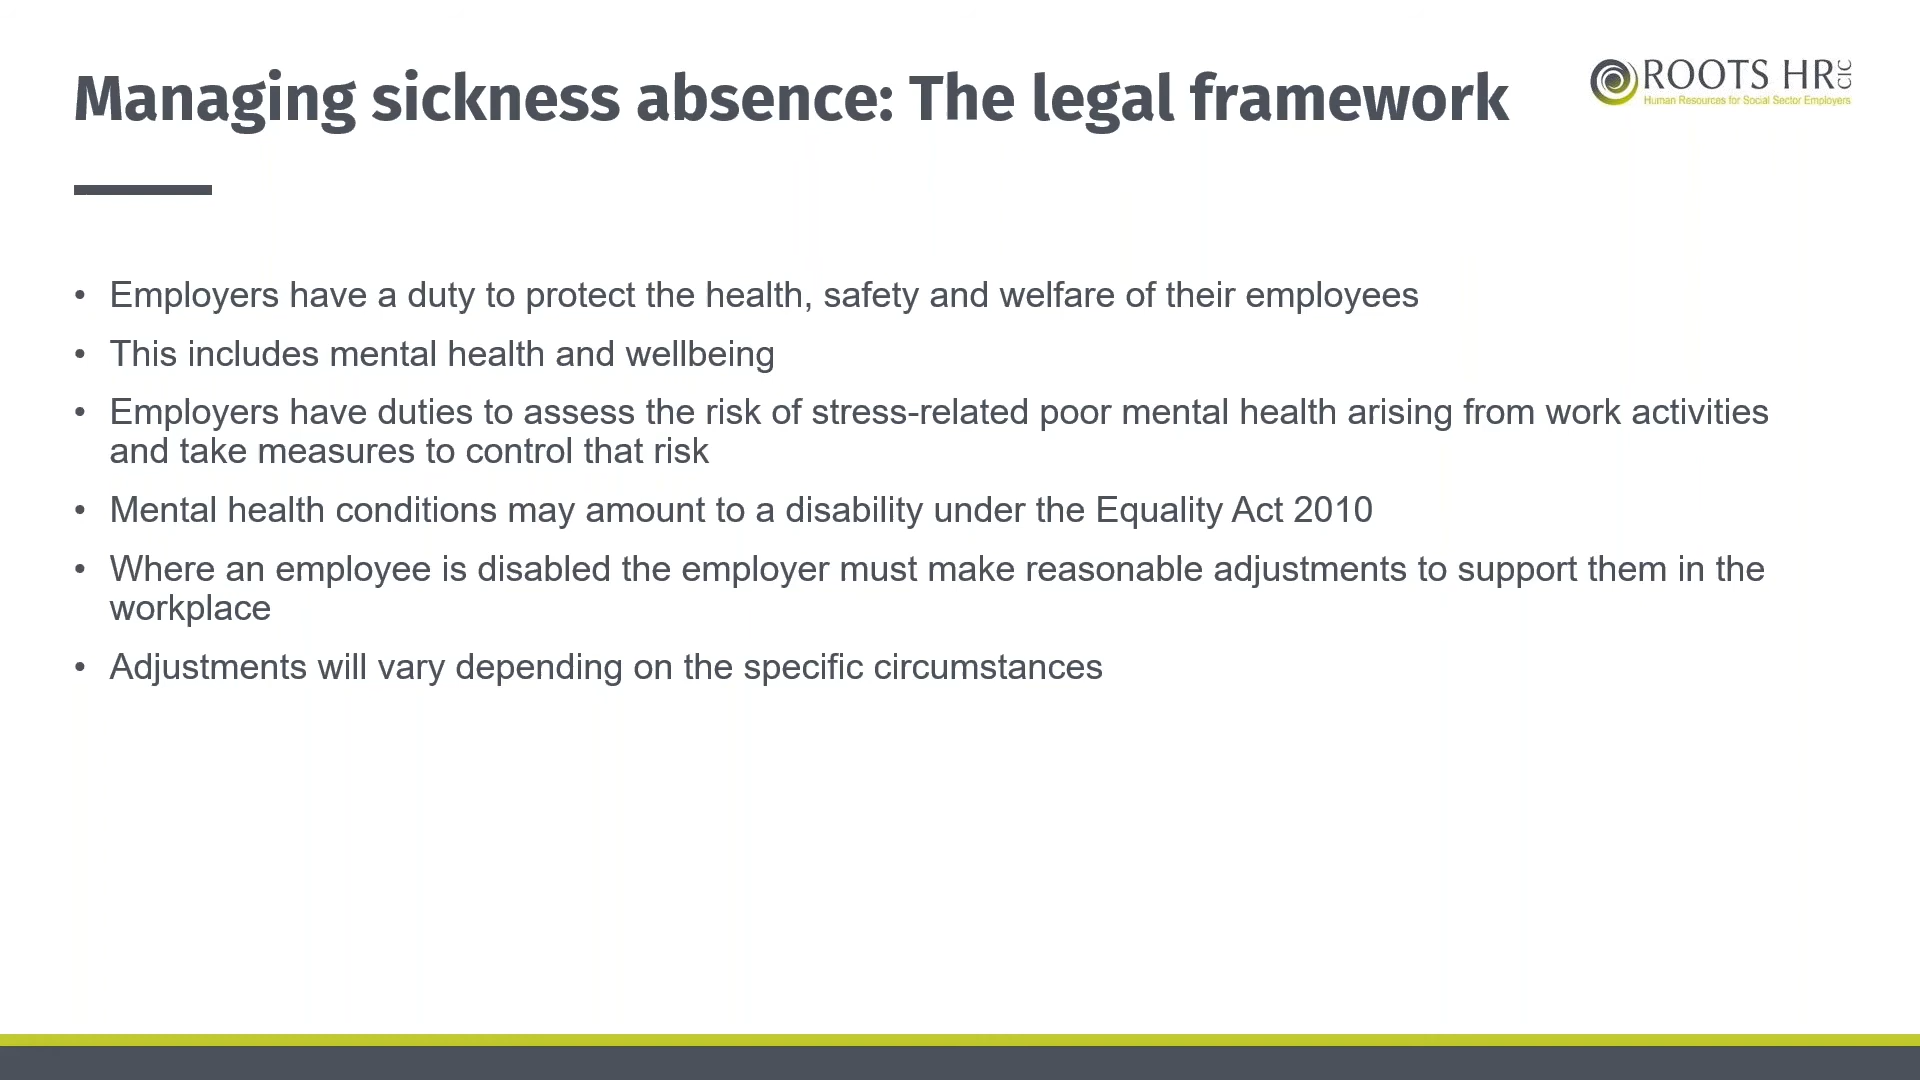 Managing sickness absence: The legal framework
ROOTS HR CIC
Human Resources for Social Sector Employers
• Employers have a duty to protect the health, safety and welfare of their employees
• This includes mental health and wellbeing
• Employers have duties to assess the risk of stress-related poor mental health arising from work activities
and take measures to control that risk
• Mental health conditions may amount to a disability under the Equality Act 2010
• Where an employee is disabled the employer must make reasonable adjustments to support them in the
workplace
• Adjustments will vary depending on the specific circumstances